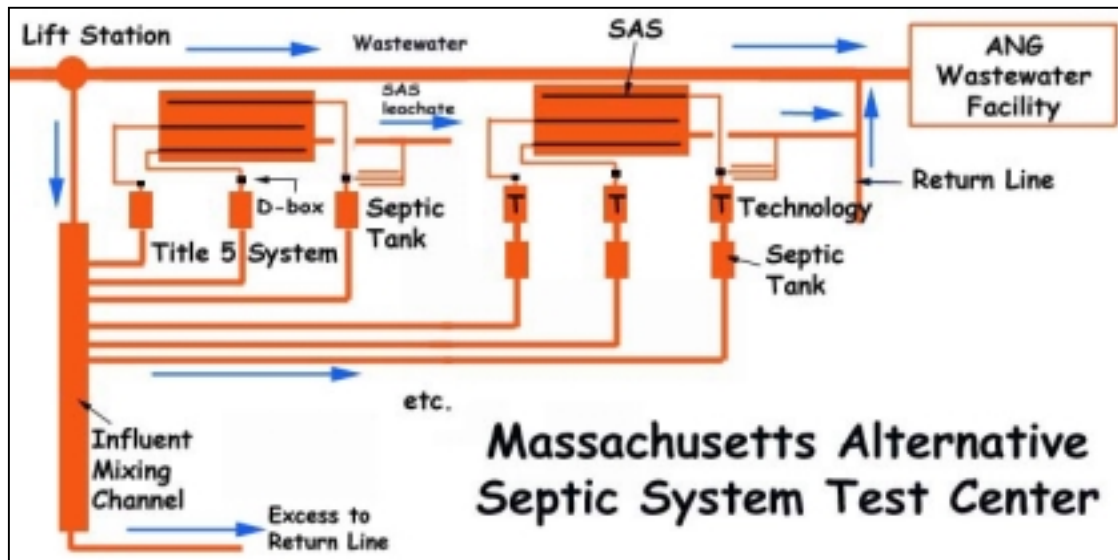 Lift Station
Wastewater
SAS
ANG
Wastewater
Facility
SAS
leachate
Return Line
D-box
Septic
Tank
Title 5 System
T
T
T
Technology
Septic
Tank
etc.
Influent
Mixing
Channel
Massachusetts Alternative
Septic System Test Center
Excess to
Return Line